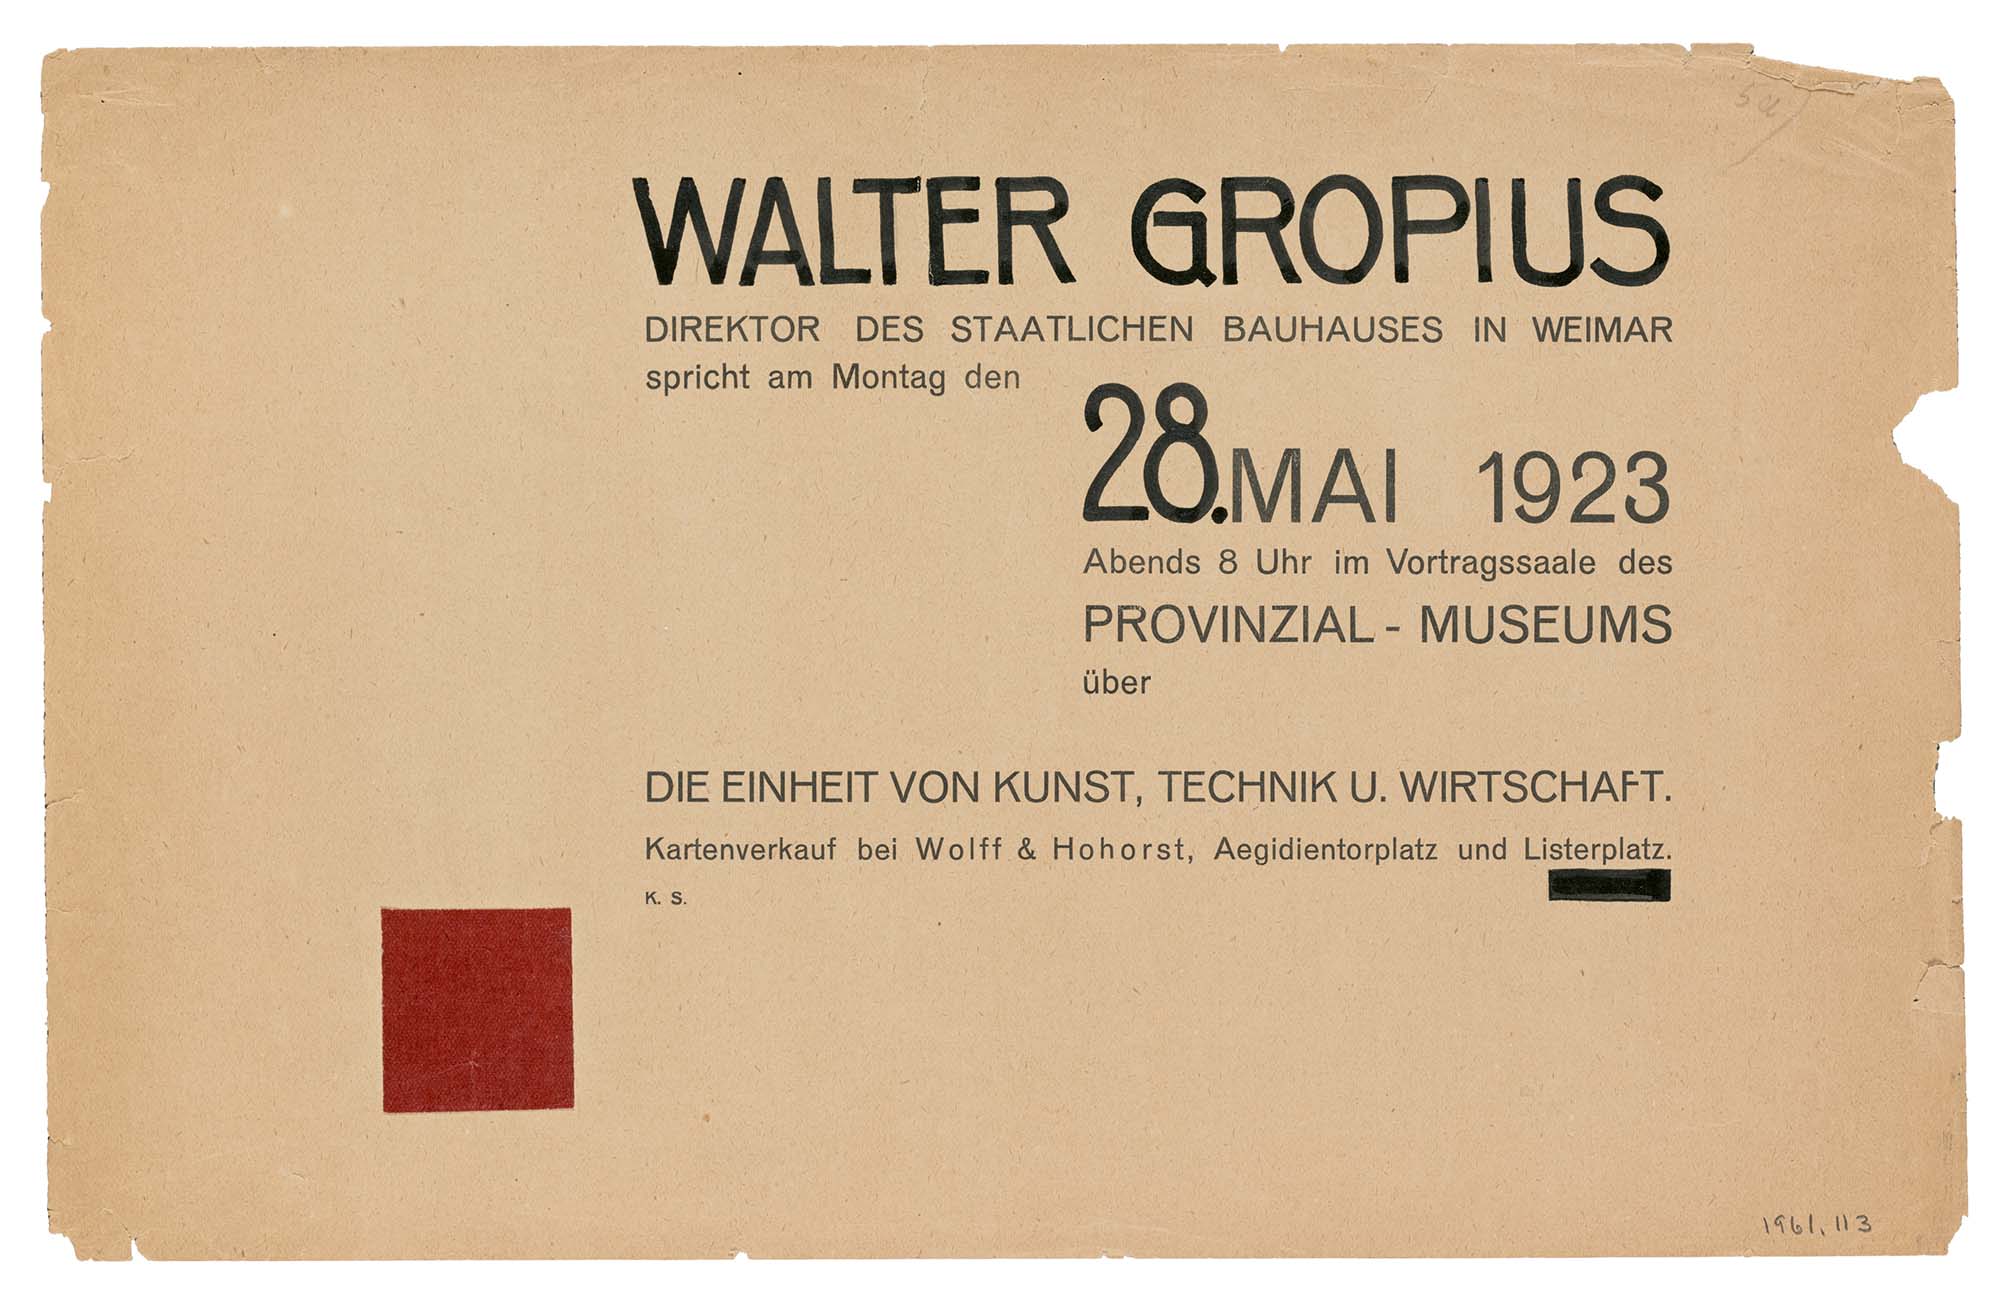 WALTER GROPIUS
DIREKTOR DES STAATLICHEN BAUHAUSES IN WEIMAR
spricht am Montag den
28. MAI 1923
Abends 8 Uhr im Vortragssaale des
PROVINZIAL - MUSEUMS
über
DIE EINHEIT VON KUNST, TECHNIK U. WIRTSCHAFT.
Kartenverkauf bei Wolff & Hohorst, Aegidientorplatz und Listerplatz.
K. S.
1961.113